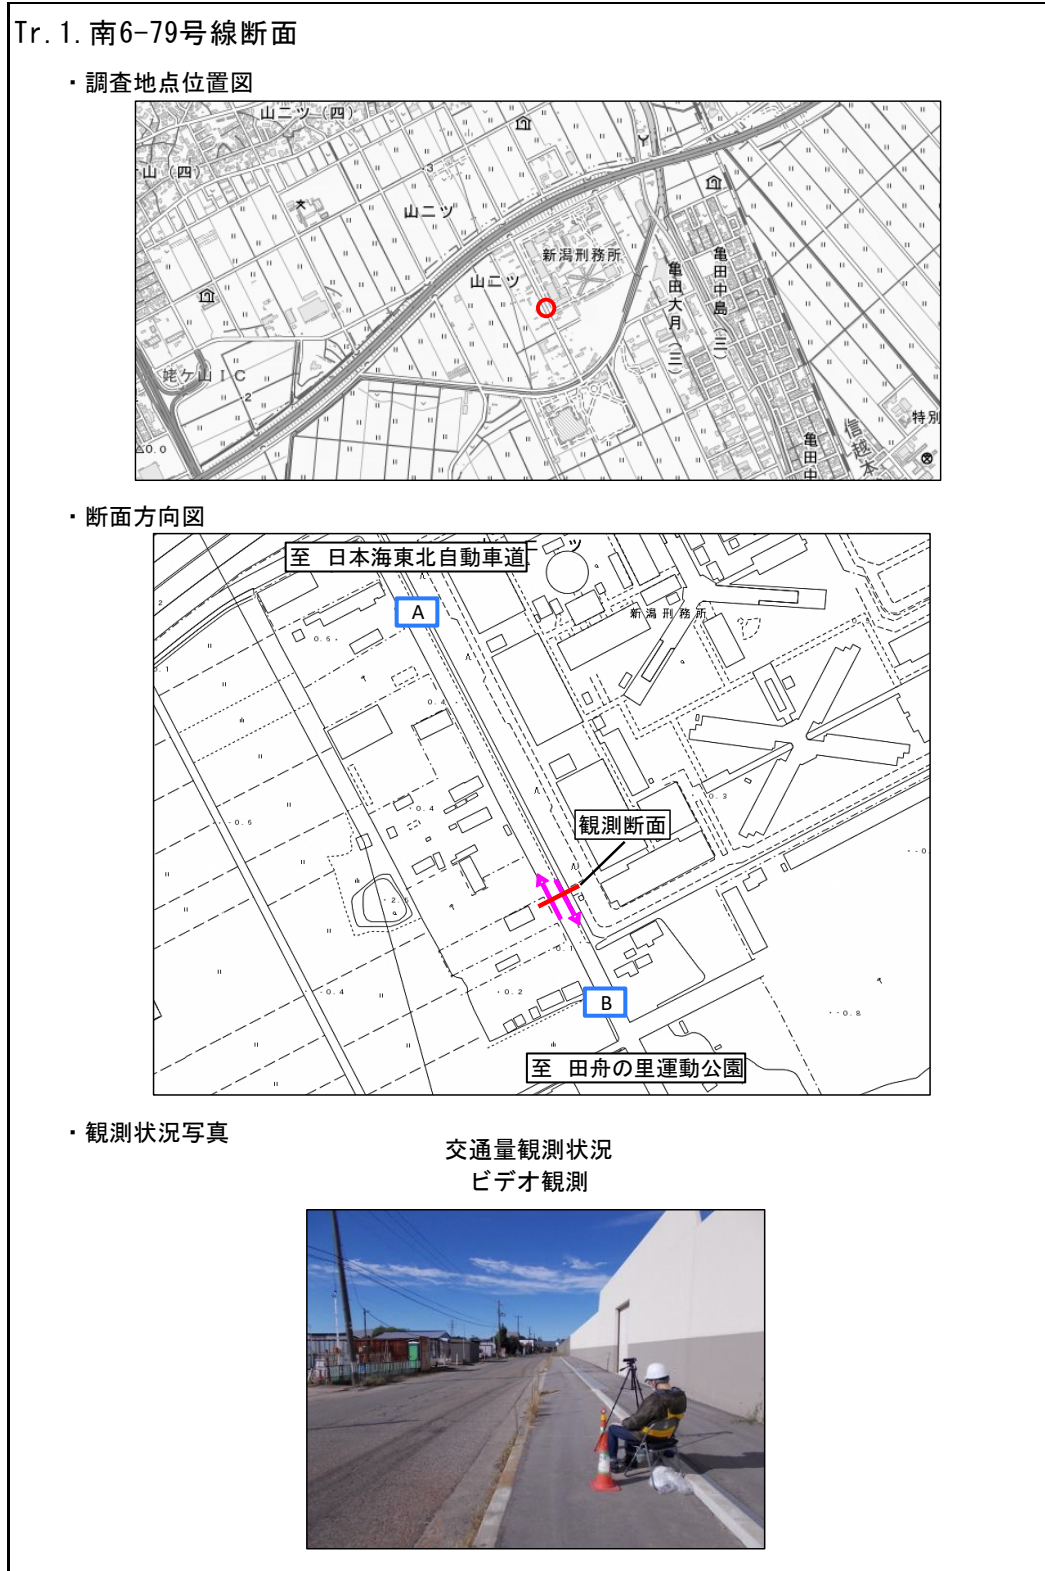 Tr.1.南6-79号線断面
・調査地点位置図
山二ツ（四）
山（四）
山二ツ
新潟刑務所
山二ツ
亀田中島（三）
亀田大月（三）
姥ケ山ＩＣ
3
2
0.0
特別
信越本
亀田中
・断面方向図
至　日本海東北自動車道
ツ
A
新潟刑務所
観測断面
B
至　田舟の里運動公園
・観測状況写真
交通量観測状況
ビデオ観測